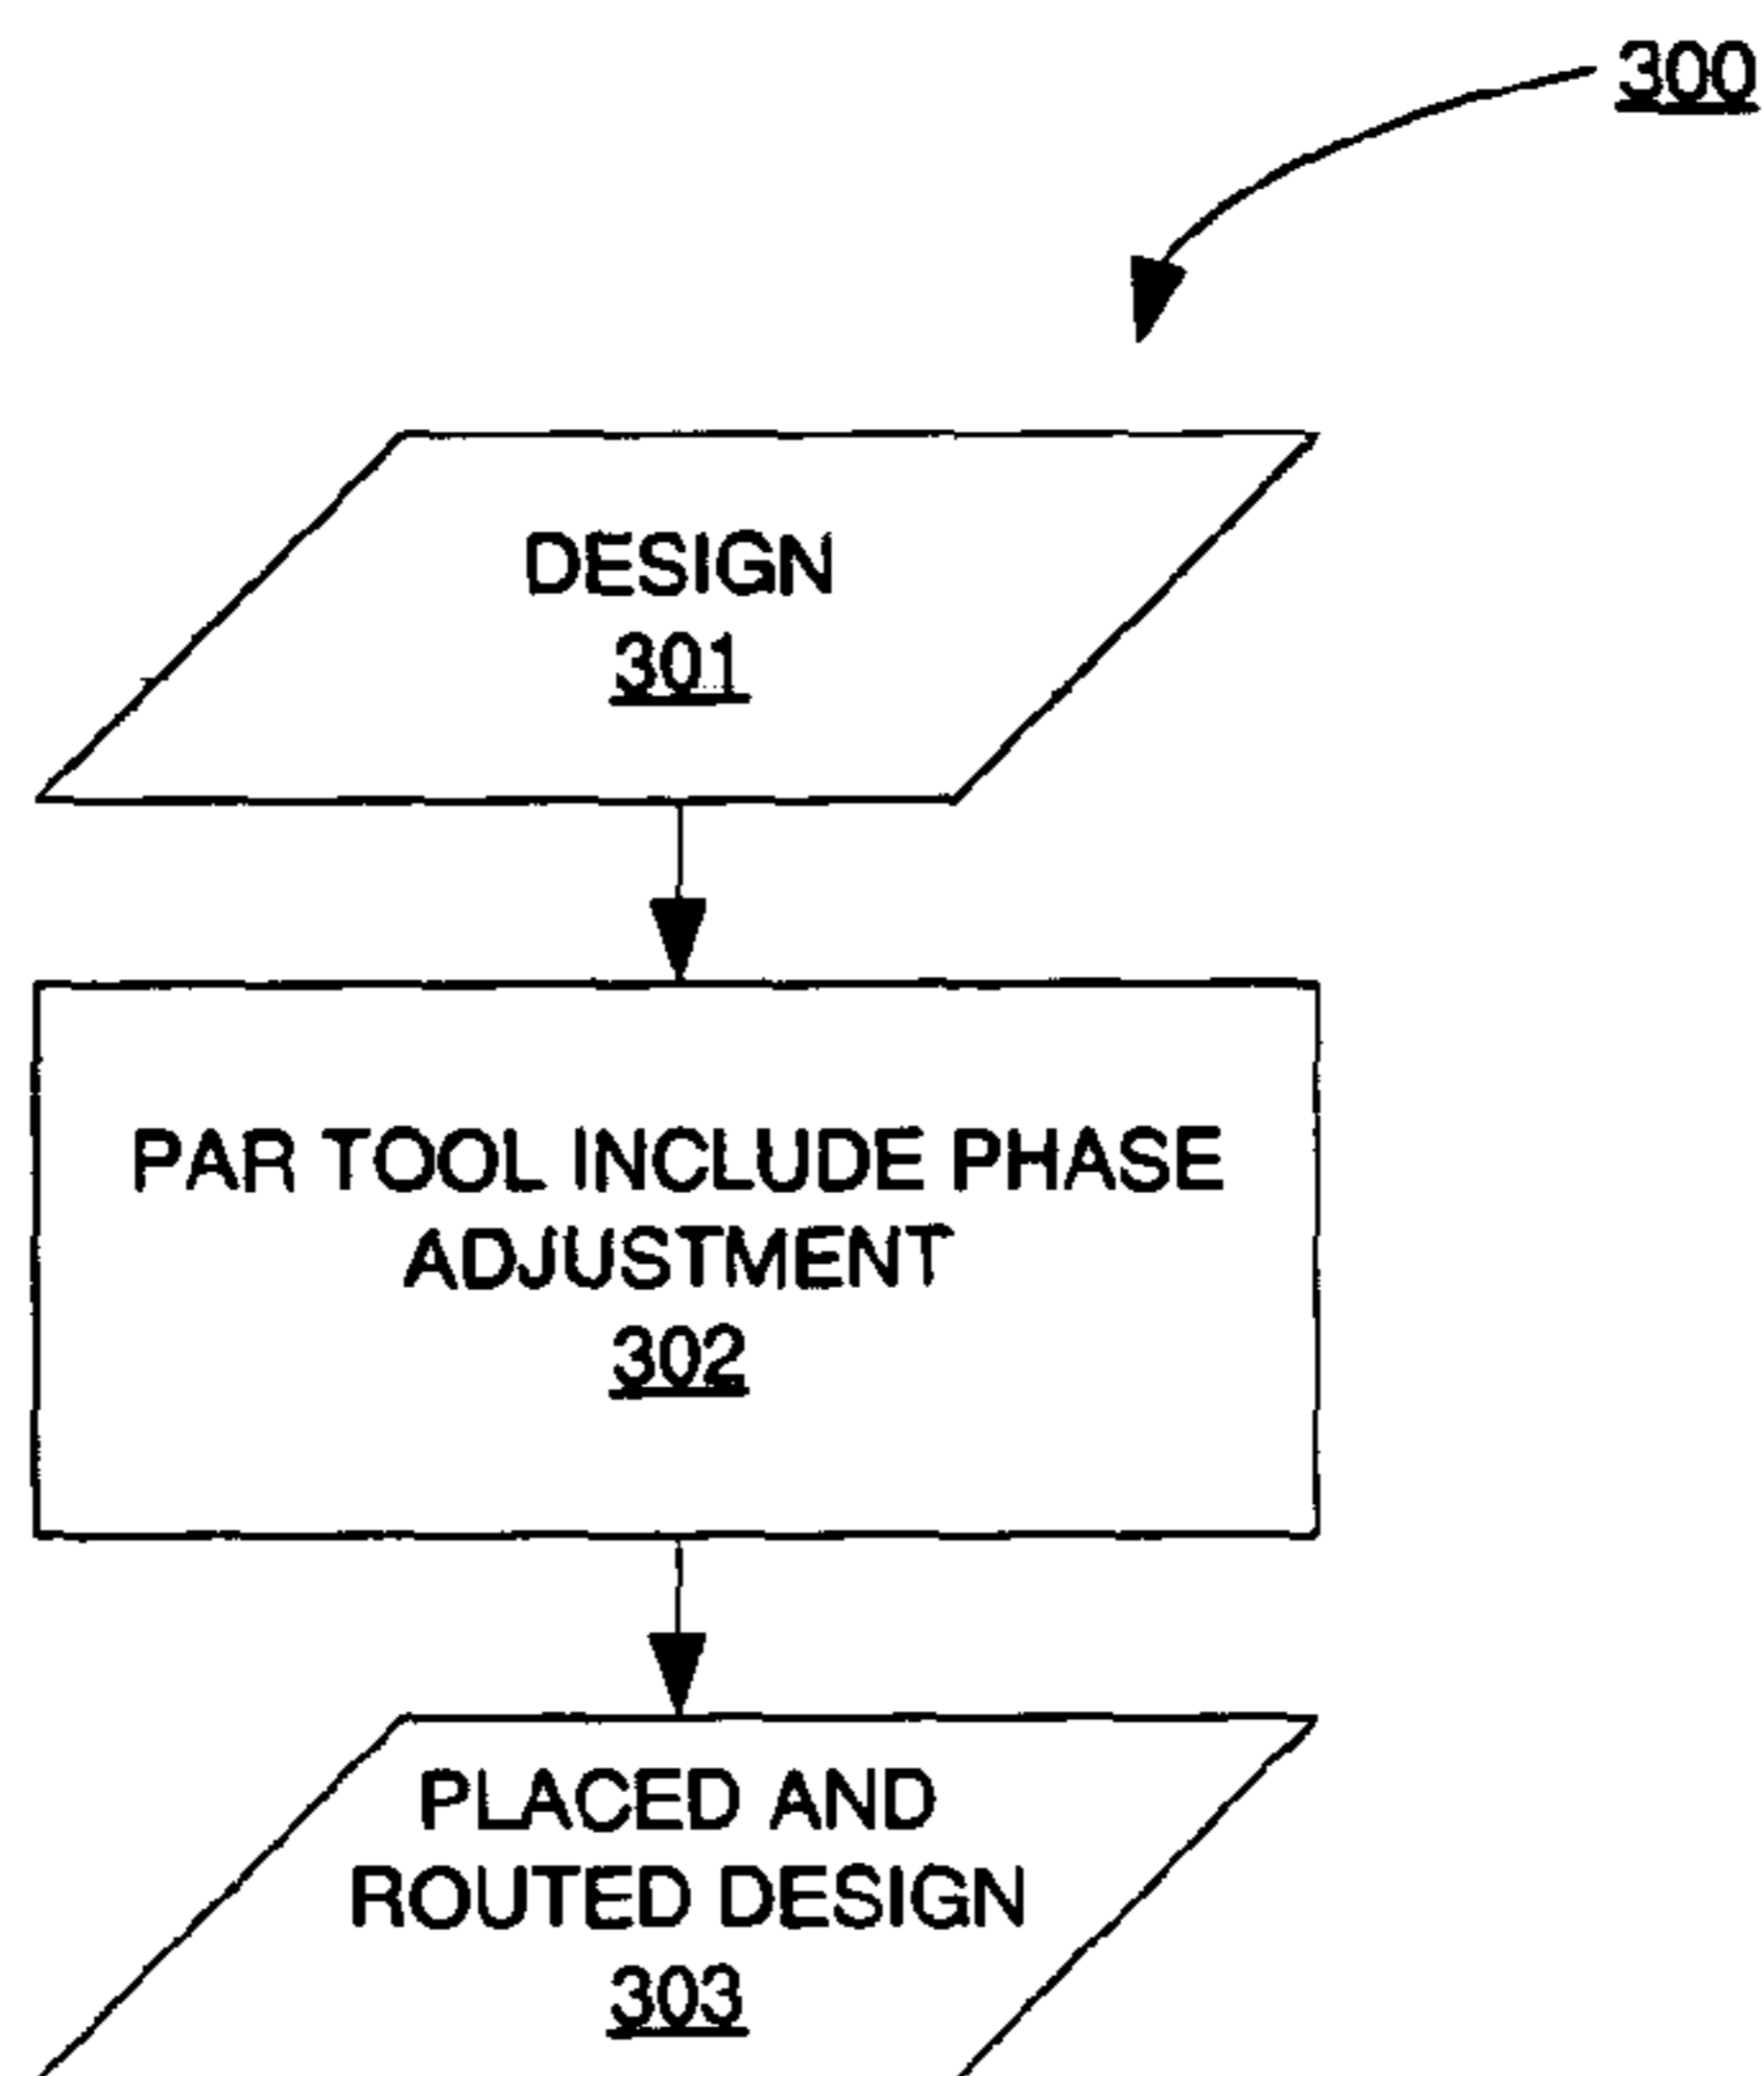 300
DESIGN
301
PAR TOOL INCLUDE PHASE
ADJUSTMENT
302
PLACED AND
ROUTED DESIGN
303